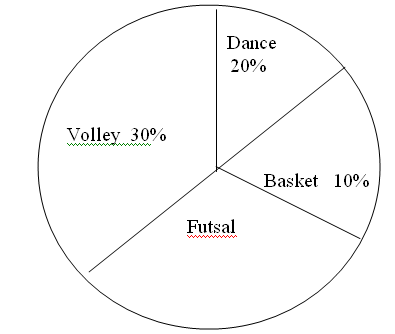 Dance
20%
Volley 30%
Basket 10%
Futsal